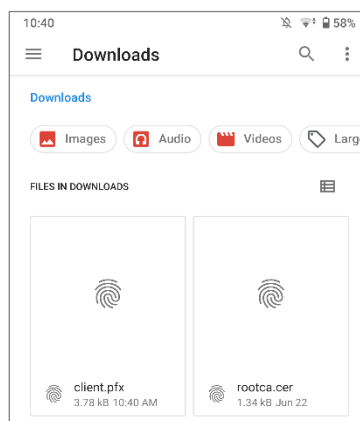 10:40 58%
Downloads
Downloads
Images Audio Videos Larg
FILES IN DOWNLOADS
client.pfx rootca.cer
3.78 kB 10:40 AM 1.34 kB Jun 22